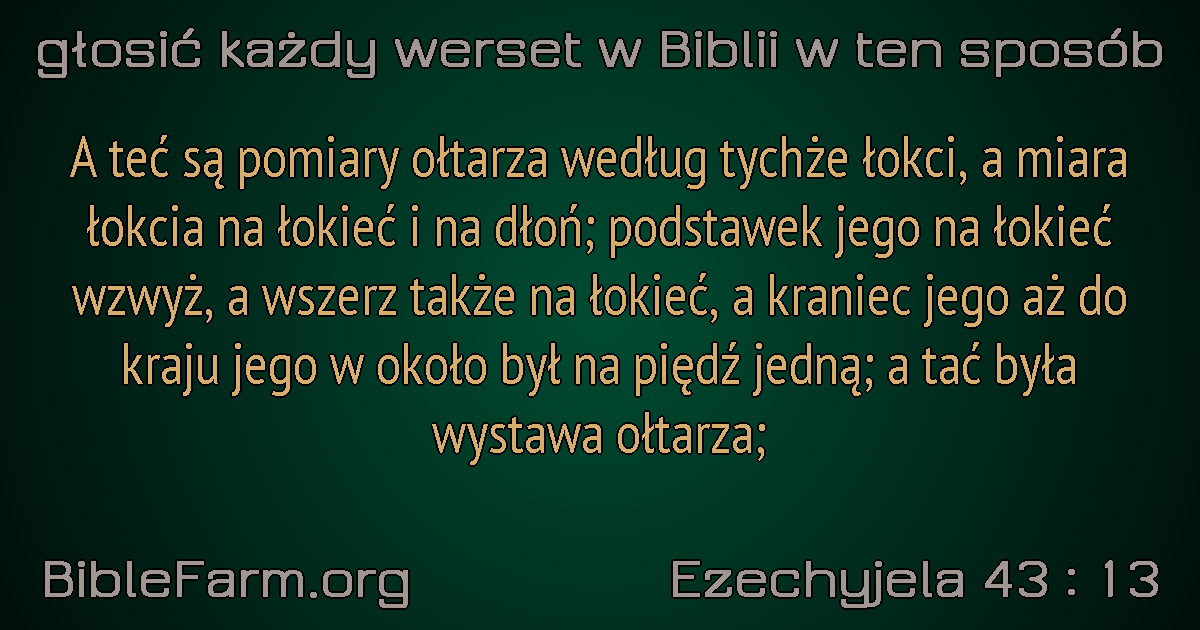 głosić każdy werset w Biblii w ten sposób
A teć są pomiary ołtarza według tychże łokci, a miara
łokcia na łokieć i na dłoń; podstawek jego na łokieć
wzwyż, a wszerz także na łokieć, a kraniec jego aż do
kraju jego w około był na piędź jedną; a tać była
wystawa ołtarza;
BibleFarm.org
Ezechyjela 43 : 13